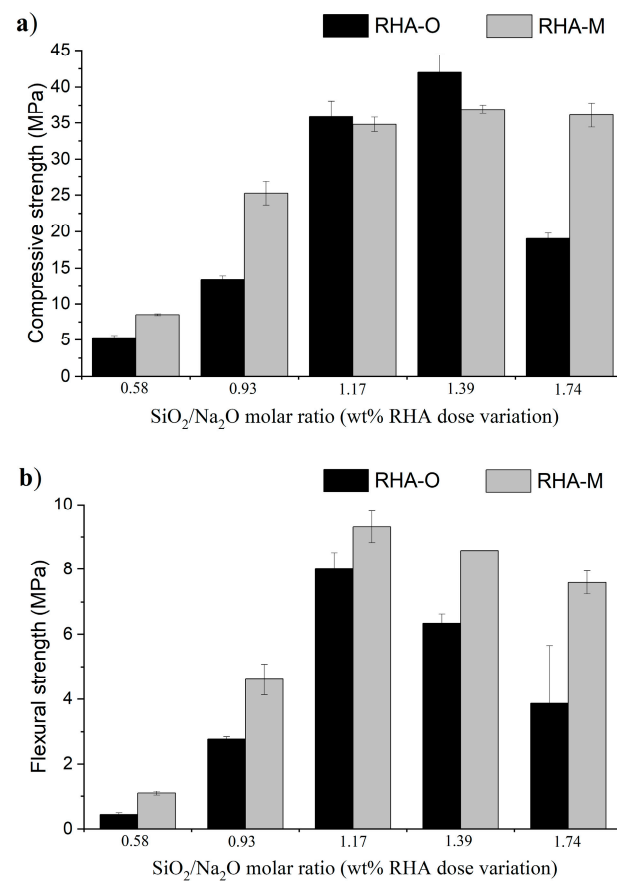 a)
RHA-O RHA-M
45
40
35
30
25
20
15
10
5
0
Compressive strength (MPa)
0.58 0.93 1.17 1.39 1.74
SiO₂/Na₂O molar ratio (wt% RHA dose variation)
b)
RHA-O RHA-M
10
8
6
4
2
0
Flexural strength (MPa)
0.58 0.93 1.17 1.39 1.74
SiO₂/Na₂O molar ratio (wt% RHA dose variation)